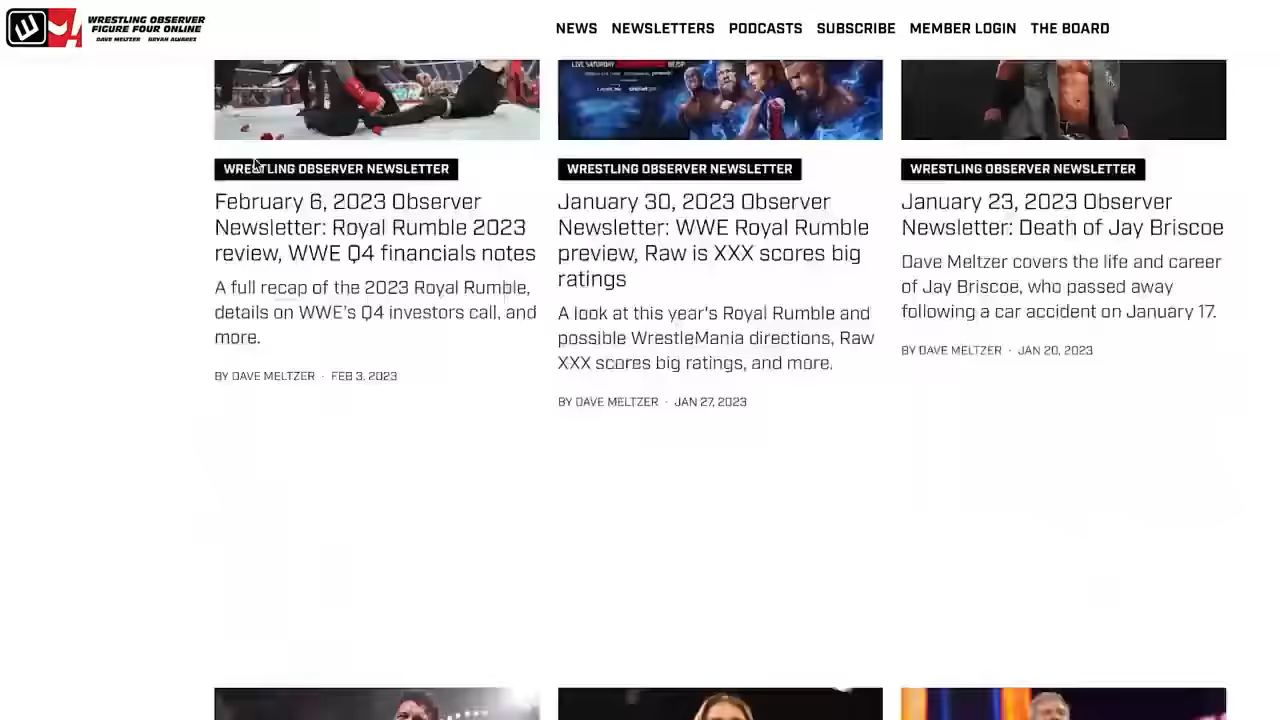 WRESTLING OBSERVER
FIGURE FOUR ONLINE
DAVE MELTZER BRYAN ALVAREZ
NEWS NEWSLETTERS PODCASTS SUBSCRIBE MEMBER LOGIN THE BOARD
LIVE SATURDAY
WRESTLING OBSERVER NEWSLETTER
February 6, 2023 Observer
Newsletter: Royal Rumble 2023
review, WWE Q4 financials notes
A full recap of the 2023 Royal Rumble,
details on WWE's Q4 investors call, and
more.
BY DAVE MELTZER · FEB 3, 2023
WRESTLING OBSERVER NEWSLETTER
January 30, 2023 Observer
Newsletter: WWE Royal Rumble
preview, Raw is XXX scores big
ratings
A look at this year's Royal Rumble and
possible WrestleMania directions, Raw
XXX scores big ratings, and more.
BY DAVE MELTZER · JAN 27, 2023
WRESTLING OBSERVER NEWSLETTER
January 23, 2023 Observer
Newsletter: Death of Jay Briscoe
Dave Meltzer covers the life and career
of Jay Briscoe, who passed away
following a car accident on January 17.
BY DAVE MELTZER · JAN 20, 2023